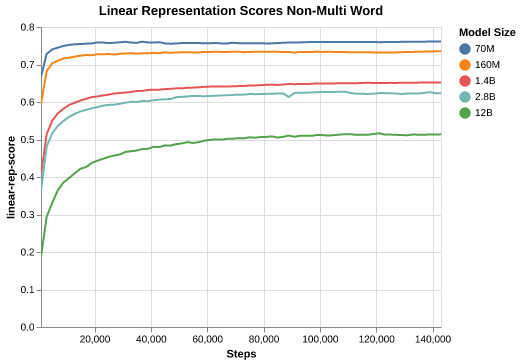 Linear Representation Scores Non-Multi Word
Model Size
70M
160M
1.4B
2.8B
12B
linear-rep-score
0.8
0.7
0.6
0.5
0.4
0.3
0.2
0.1
0.0
20,000 40,000 60,000 80,000 100,000 120,000 140,000
Steps